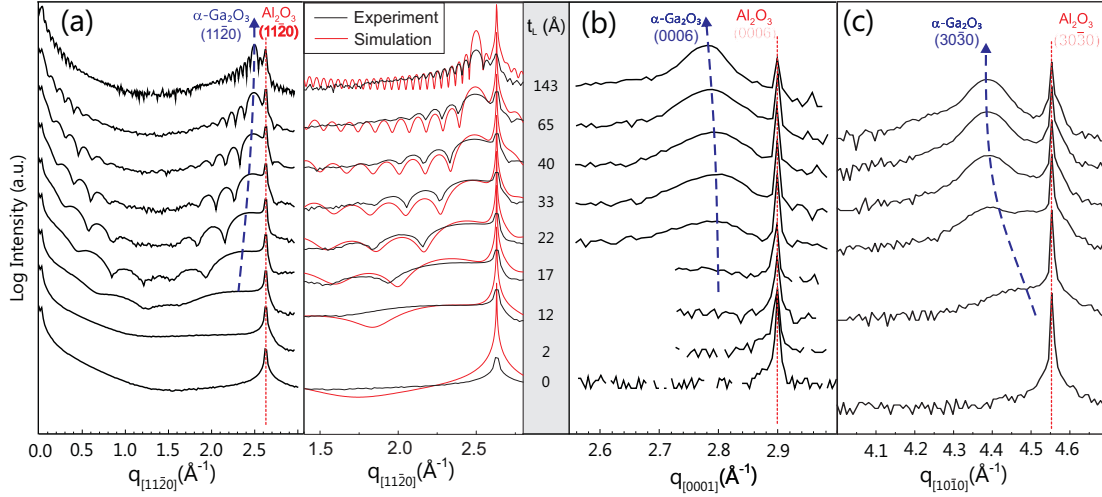 (a)
α-Ga₂O₃
(112̄0)
Al₂O₃
(112̄0)
Experiment
Simulation
t_L (Å)
143
65
40
33
22
17
12
2
0
(b)
α-Ga₂O₃
(0006)
Al₂O₃
(0006)
(c)
α-Ga₂O₃
(303̄0)
Al₂O₃
(303̄0)
Log Intensity (a.u.)
0.0 0.5 1.0 1.5 2.0 2.5
q[112̄0](Å⁻¹)
1.5 2.0 2.5
q[112̄0](Å⁻¹)
2.6 2.7 2.8 2.9
q[0001](Å⁻¹)
4.1 4.2 4.3 4.4 4.5 4.6
q[101̄0](Å⁻¹)